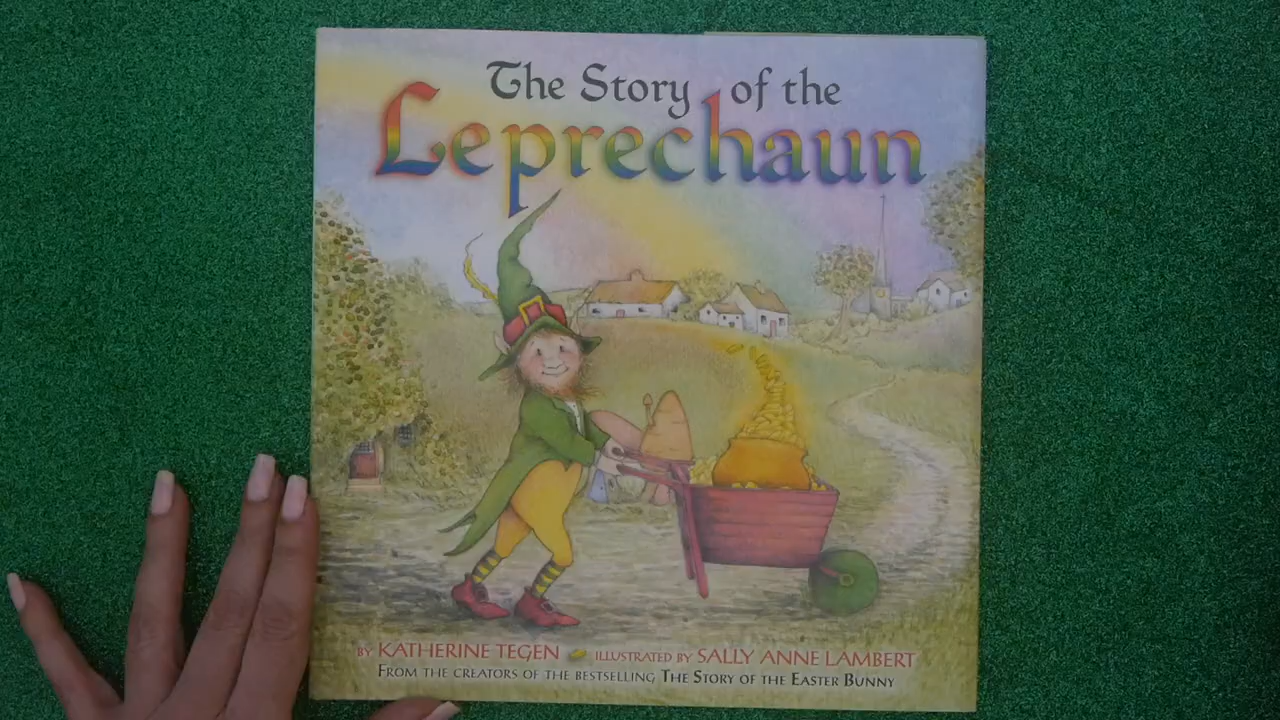 The Story of the
Leprechaun
BY KATHERINE TEGEN ILLUSTRATED BY SALLY ANNE LAMBERT
FROM THE CREATORS OF THE BESTSELLING THE STORY OF THE EASTER BUNNY